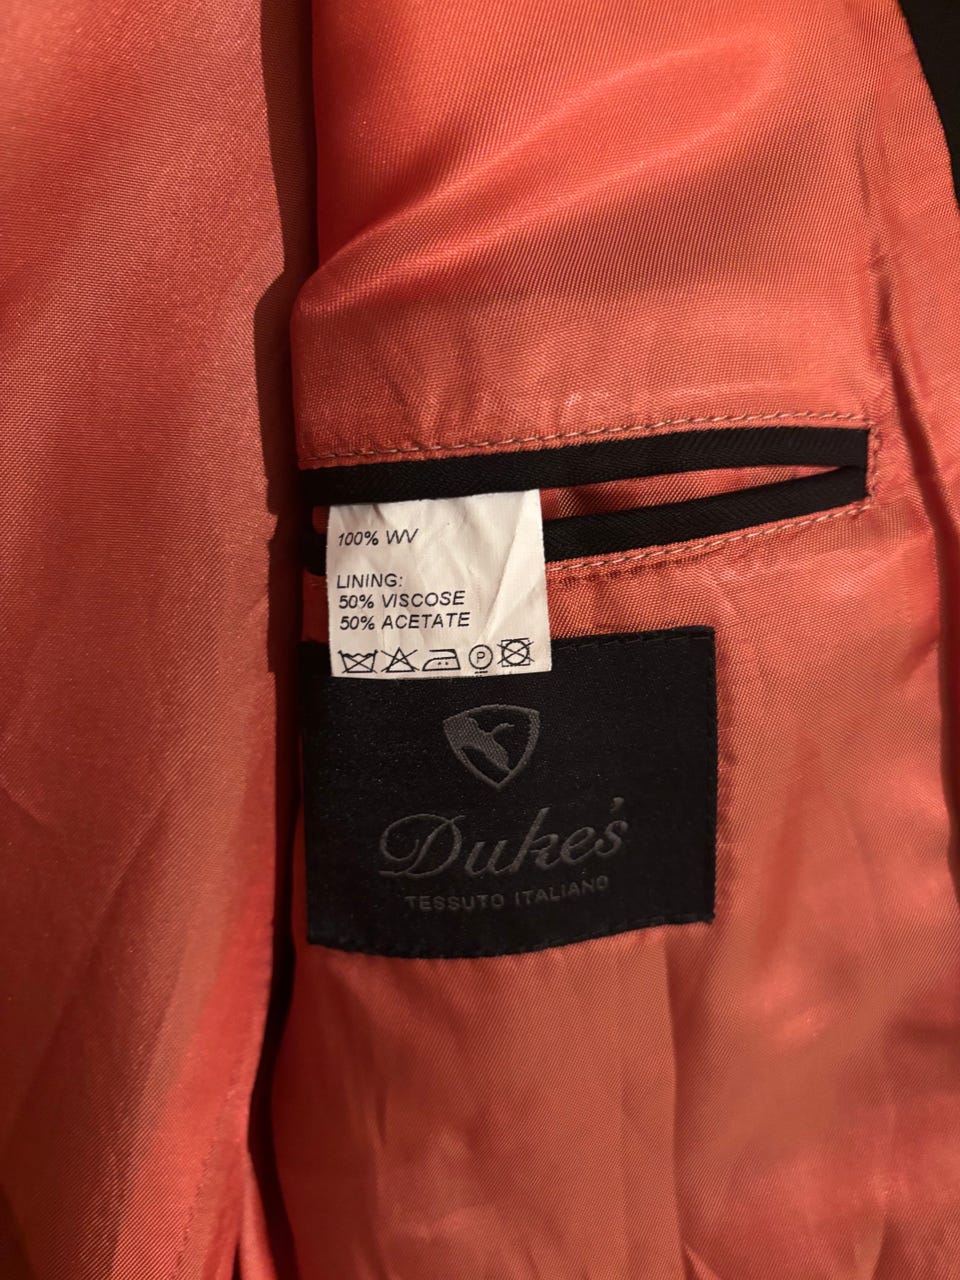 100% WV
LINING:
50% VISCOSE
50% ACETATE
P
Duke's
TESSUTO ITALIANO